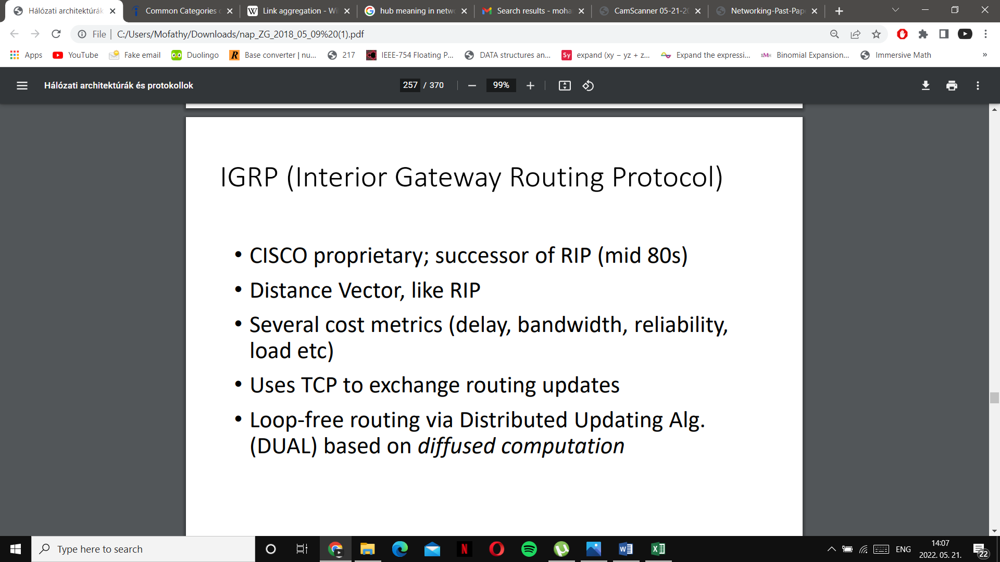 Hálózati architektúrák
Common Categories
Link aggregation - Wi
hub meaning in netw
Search results - moha
CamScanner 05-21-20
Networking-Past-Pap
File
C:/Users/Mofathy/Downloads/nap_ZG_2018_05_09%20(1).pdf
Apps
YouTube
Fake email
Duolingo
R
Base converter | nu...
217
IEEE-754 Floating P...
DATA structures an...
Sy
expand (xy − yz + z...
Expand the expressi...
Binomial Expansion...
Immersive Math
»
Hálózati architektúrák és protokollok
257 / 370
99%
IGRP (Interior Gateway Routing Protocol)
• CISCO proprietary; successor of RIP (mid 80s)
• Distance Vector, like RIP
• Several cost metrics (delay, bandwidth, reliability,
load etc)
• Uses TCP to exchange routing updates
• Loop-free routing via Distributed Updating Alg.
(DUAL) based on diffused computation
Type here to search
ENG
14:07
2022. 05. 21.
22